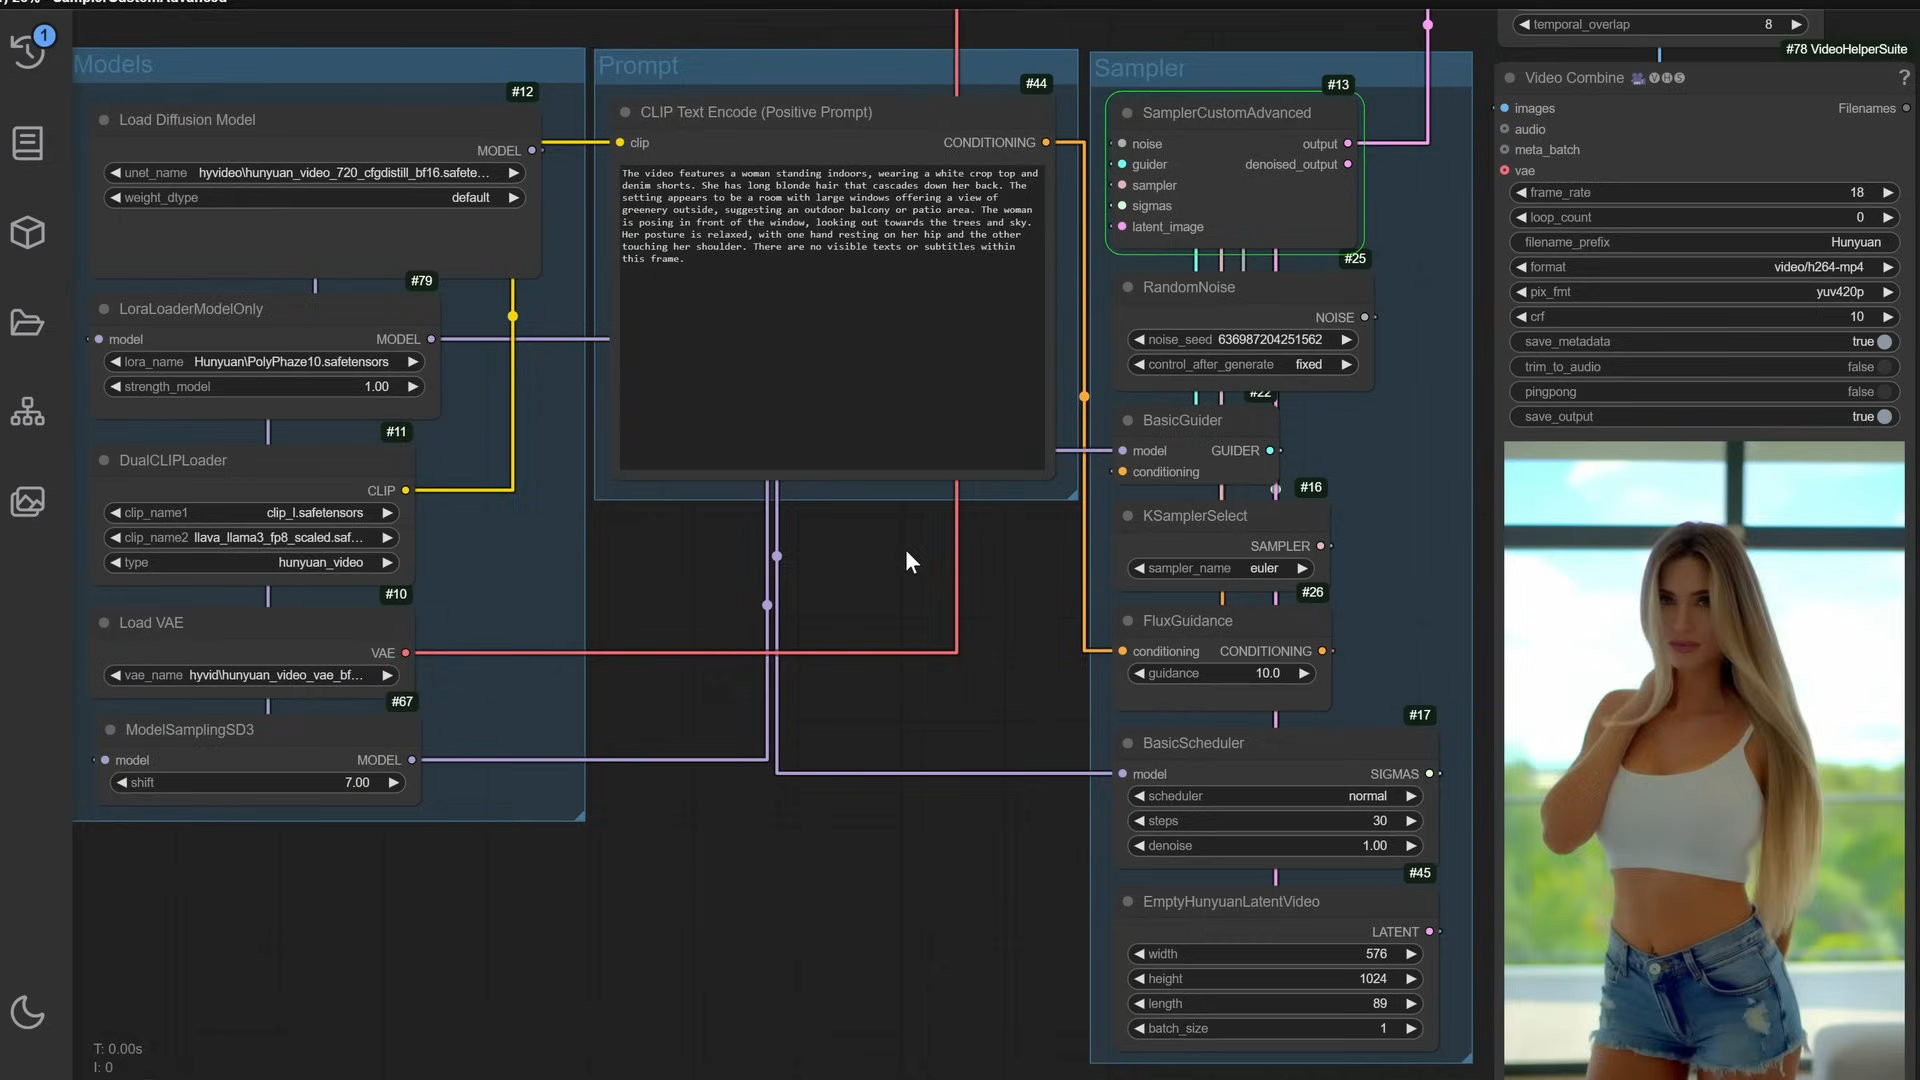 SamplerCustomAdvanced
1
Models
#12
Load Diffusion Model
MODEL
unet_name hyvideo\hunyuan_video_720_cfgdistill_bf16.safete...
weight_dtype default
#79
LoraLoaderModelOnly
model MODEL
lora_name Hunyuan\PolyPhaze10.safetensors
strength_model 1.00
#11
DualCLIPLoader
CLIP
clip_name1 clip_l.safetensors
clip_name2 llava_llama3_fp8_scaled.saf...
type hunyuan_video
#10
Load VAE
VAE
vae_name hyvid\hunyuan_video_vae_bf...
#67
ModelSamplingSD3
model MODEL
shift 7.00
T: 0.00s
I: 0
Prompt
#44
CLIP Text Encode (Positive Prompt)
clip CONDITIONING
The video features a woman standing indoors, wearing a white crop top and
denim shorts. She has long blonde hair that cascades down her back. The
setting appears to be a room with large windows offering a view of
greenery outside, suggesting an outdoor balcony or patio area. The woman
is posing in front of the window, looking out towards the trees and sky.
Her posture is relaxed, with one hand resting on her hip and the other
touching her shoulder. There are no visible texts or subtitles within
this frame.
Sampler
#13
SamplerCustomAdvanced
noise output
guider denoised_output
sampler
sigmas
latent_image
#25
RandomNoise
NOISE
noise_seed 636987204251562
control_after_generate fixed
#22
BasicGuider
model GUIDER
conditioning
#16
KSamplerSelect
SAMPLER
sampler_name euler
#26
FluxGuidance
conditioning CONDITIONING
guidance 10.0
#17
BasicScheduler
model SIGMAS
scheduler normal
steps 30
denoise 1.00
#45
EmptyHunyuanLatentVideo
LATENT
width 576
height 1024
length 89
batch_size 1
temporal_overlap 8
#78 VideoHelperSuite
Video Combine 🎥🅥🅗🅢 ?
images Filenames
audio
meta_batch
vae
frame_rate 18
loop_count 0
filename_prefix Hunyuan
format video/h264-mp4
pix_fmt yuv420p
crf 10
save_metadata true
trim_to_audio false
pingpong false
save_output true